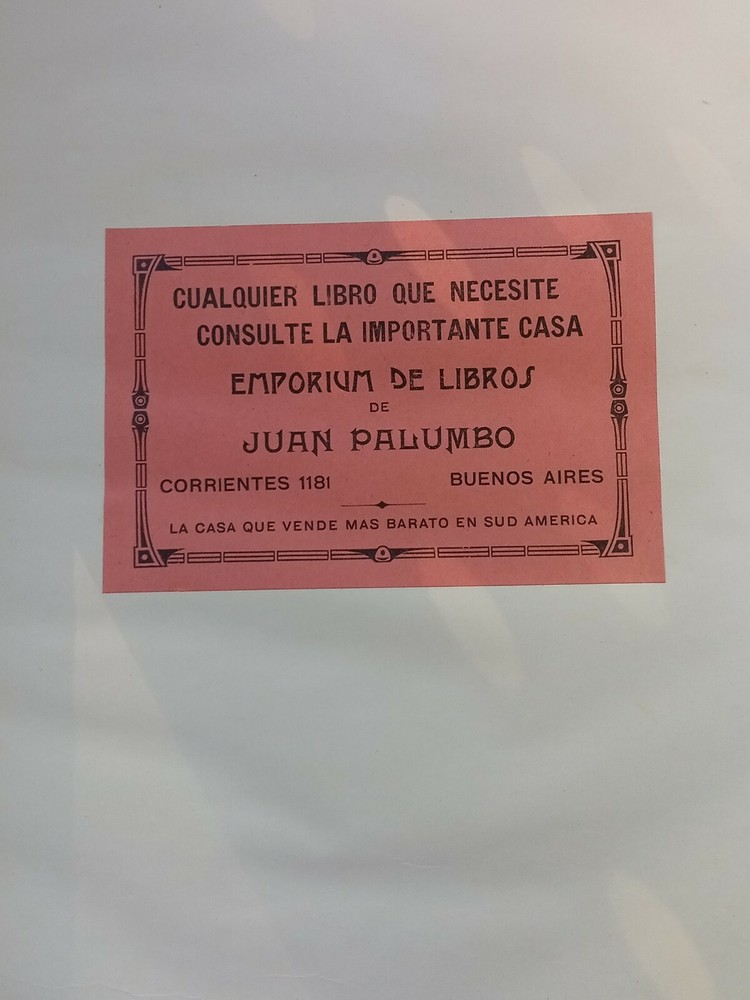 CUALQUIER LIBRO QUE NECESITE
CONSULTE LA IMPORTANTE CASA
EMPORIUM DE LIBROS
DE
JUAN PALUMBO
CORRIENTES 1181 BUENOS AIRES
LA CASA QUE VENDE MAS BARATO EN SUD AMERICA